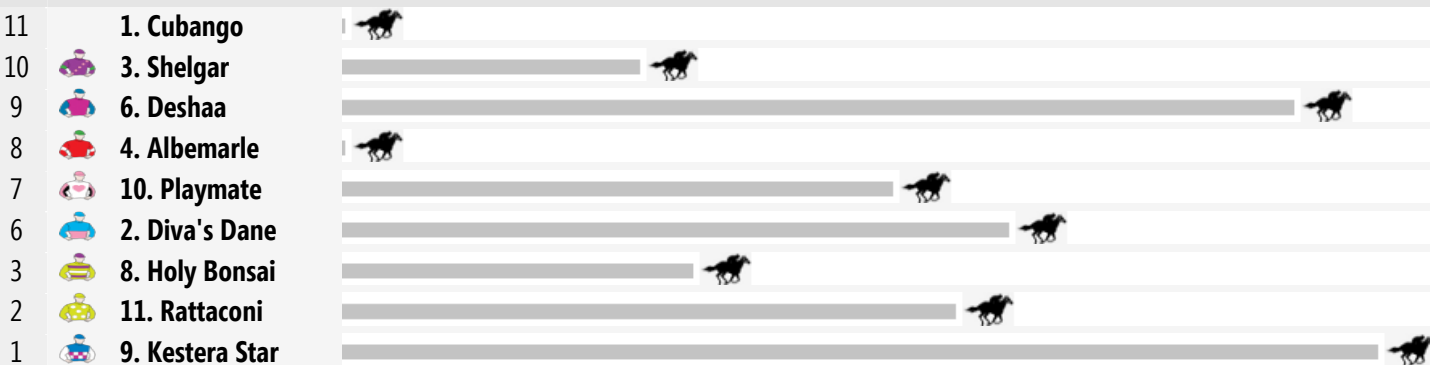 11 1. Cubango
10 3. Shelgar
9 6. Deshaa
8 4. Albemarle
7 10. Playmate
6 2. Diva's Dane
3 8. Holy Bonsai
2 11. Rattaconi
1 9. Kestera Star